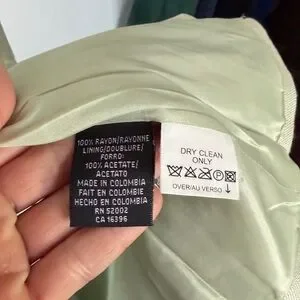 100% RAYON/RAYONNE
LINING/DOUBLURE/
FORRO:
100% ACETATE/
ACETATO
MADE IN COLOMBIA
FAIT EN COLOMBIE
HECHO EN COLOMBIA
RN 52002
CA 16396
DRY CLEAN
ONLY
OVER/AU VERSO ↓